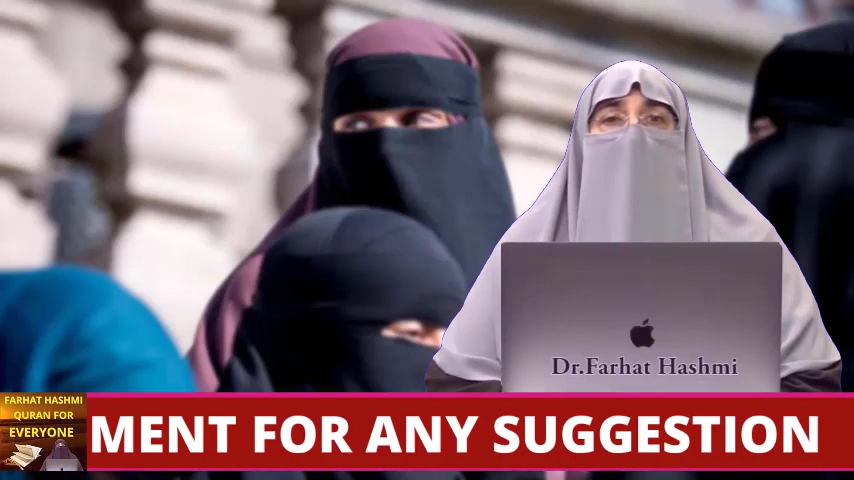 Dr.Farhat Hashmi
FARHAT HASHMI
QURAN FOR
EVERYONE
MENT FOR ANY SUGGESTION